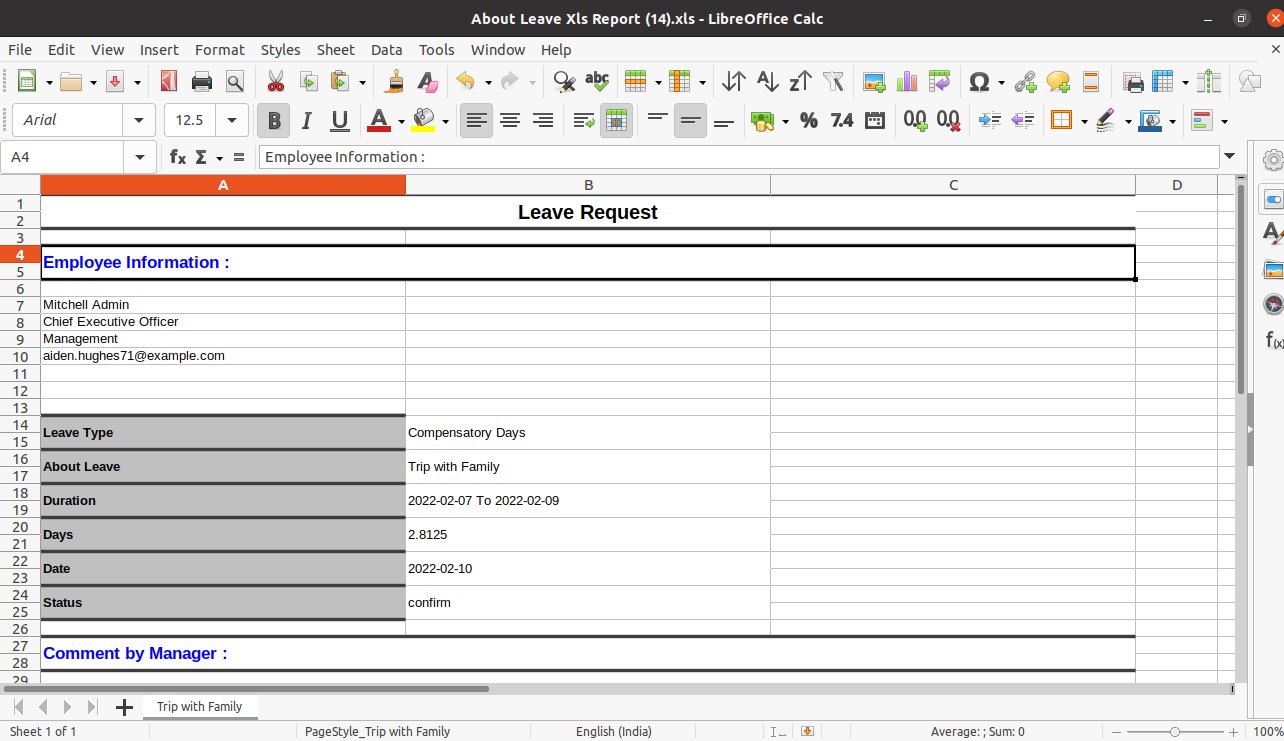 About Leave Xls Report (14).xls - LibreOffice Calc
File Edit View Insert Format Styles Sheet Data Tools Window Help
Arial 12.5
A4 Employee Information :
A B C D
1
2
Leave Request
3
4
5
Employee Information :
6
7 Mitchell Admin
8 Chief Executive Officer
9 Management
10 aiden.hughes71@example.com
11
12
13
14
15
Leave Type Compensatory Days
16
17
About Leave Trip with Family
18
19
Duration 2022-02-07 To 2022-02-09
20
21
Days 2.8125
22
23
Date 2022-02-10
24
25
Status confirm
26
27
28
Comment by Manager :
29
Trip with Family
Sheet 1 of 1 PageStyle_Trip with Family English (India) Average: ; Sum: 0 100%